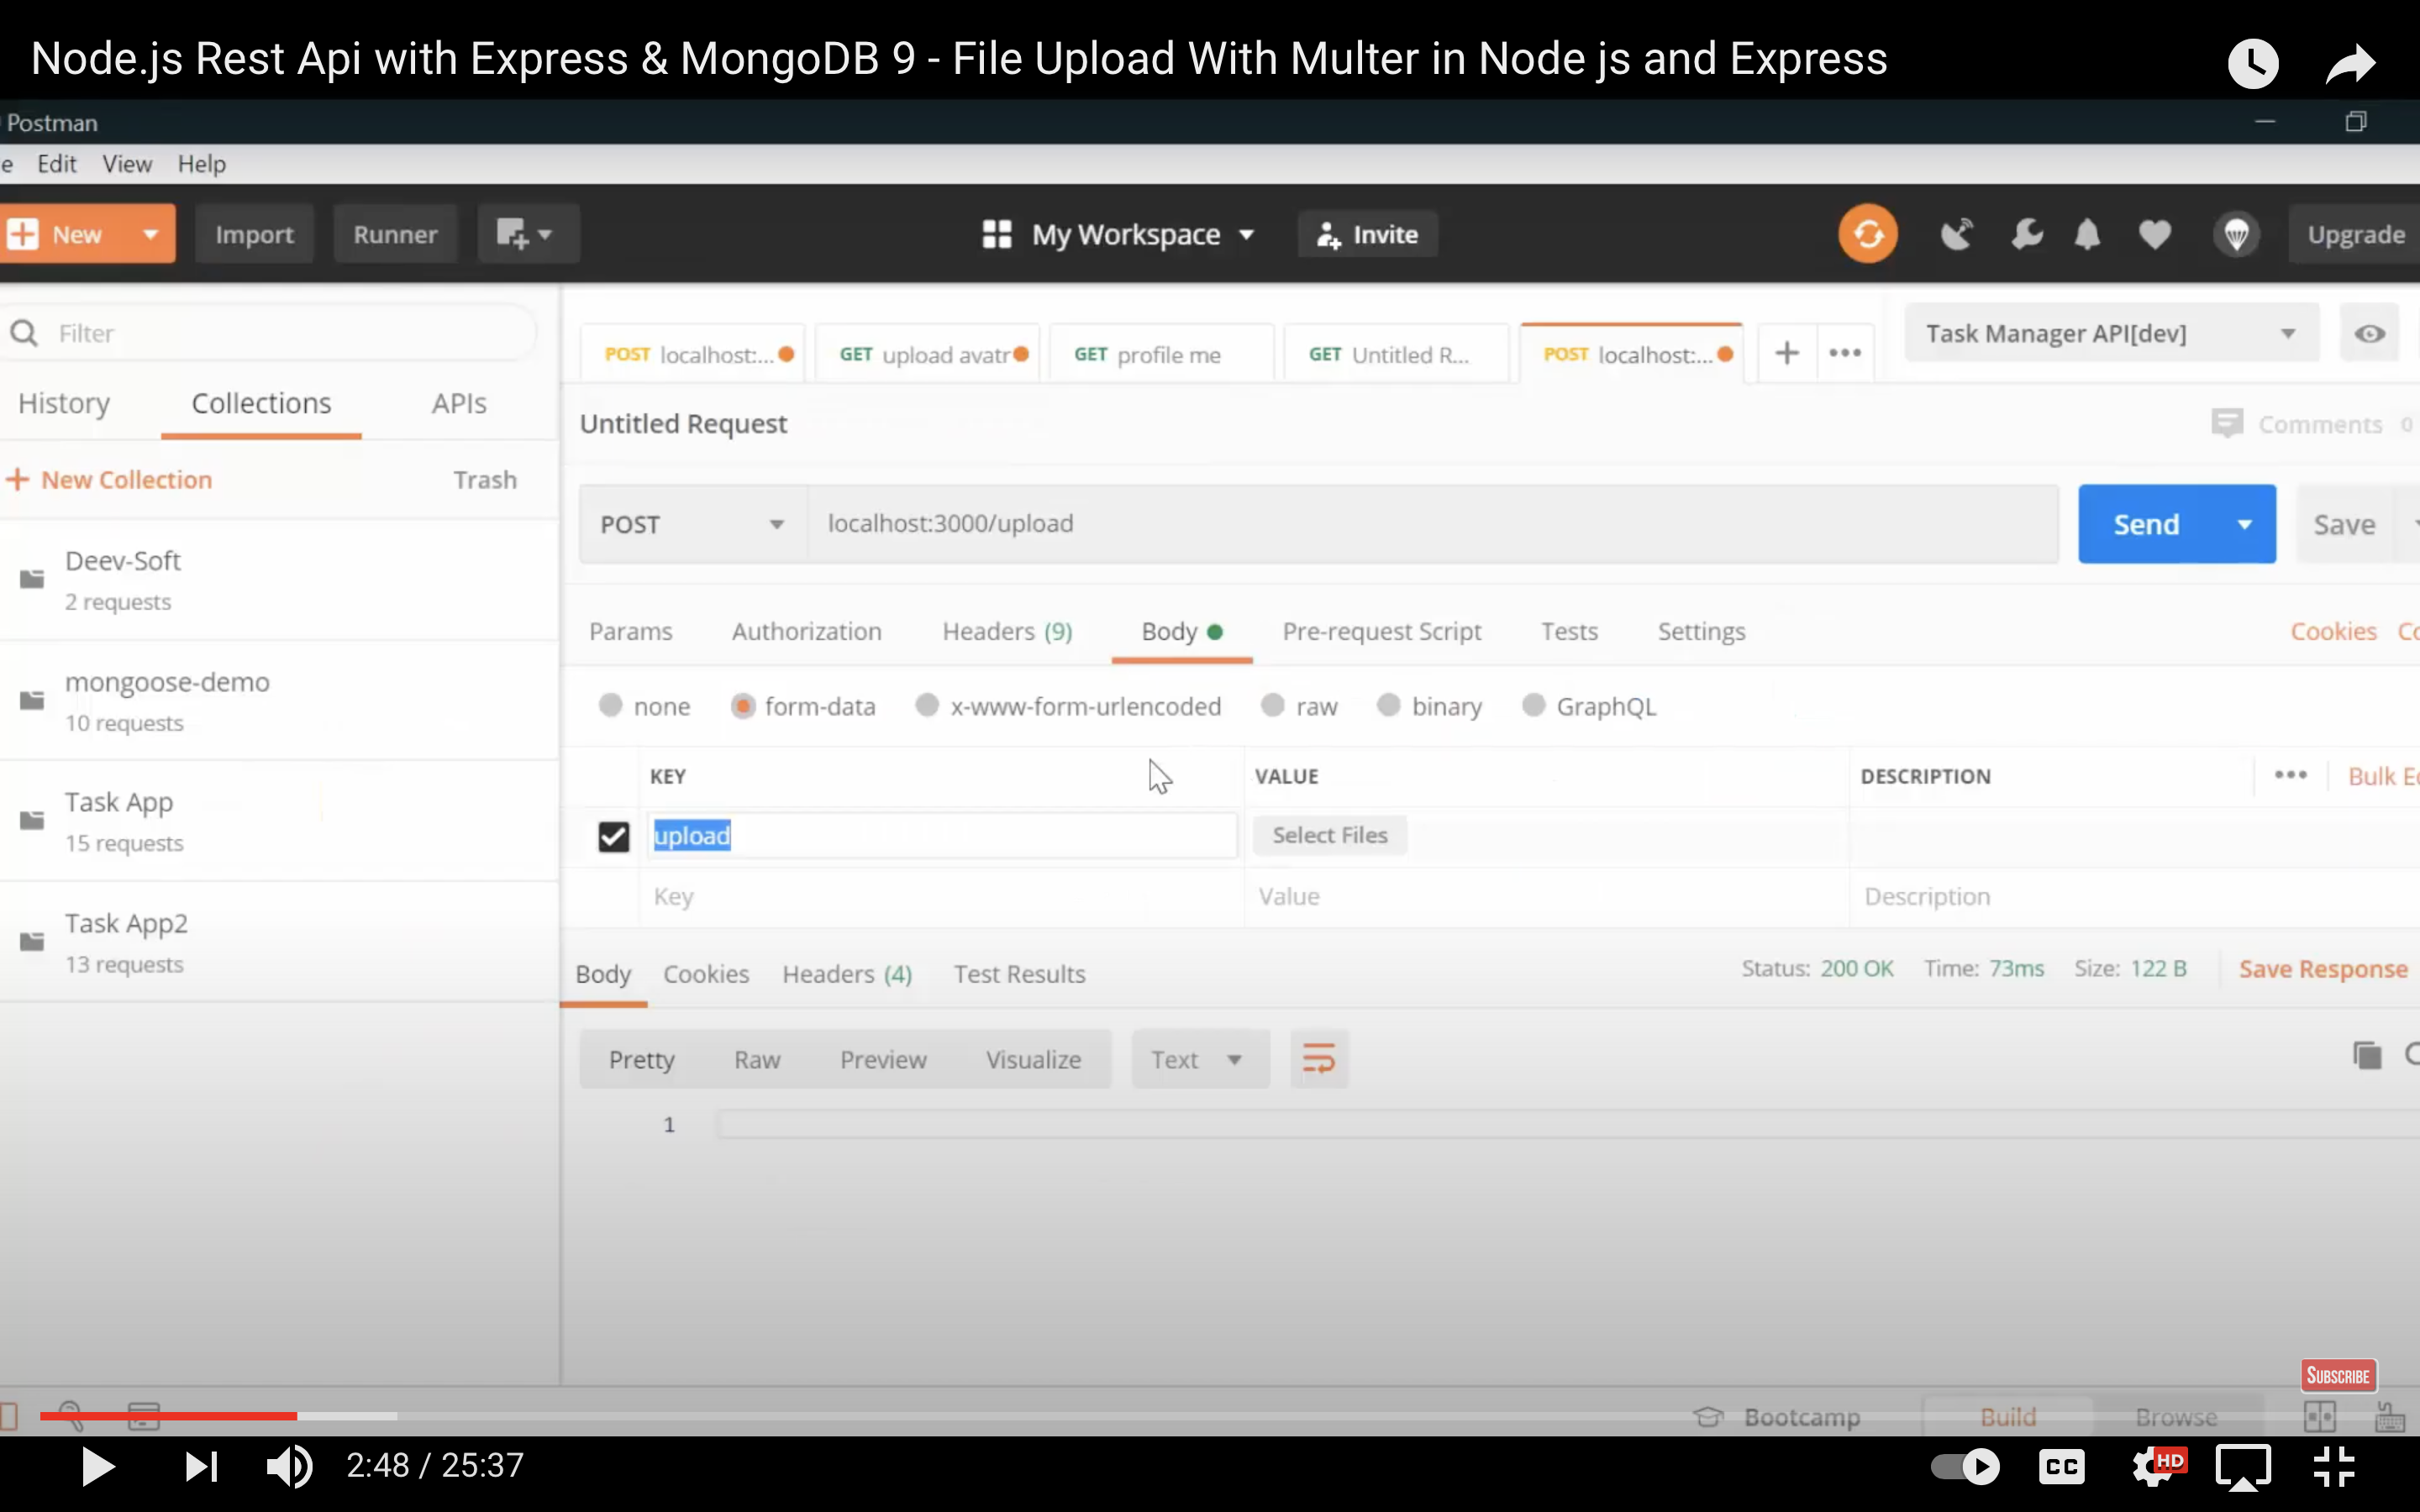 Node.js Rest Api with Express & MongoDB 9 - File Upload With Multer in Node js and Express
Postman
e Edit View Help
New Import Runner My Workspace Invite Upgrade
Filter
POST localhost:... GET upload avatr GET profile me GET Untitled R... POST localhost:... Task Manager API[dev]
History Collections APIs
Untitled Request Comments 0
New Collection Trash
POST localhost:3000/upload Send Save
Deev-Soft
2 requests
Params Authorization Headers (9) Body Pre-request Script Tests Settings Cookies Co
mongoose-demo
10 requests
none form-data x-www-form-urlencoded raw binary GraphQL
KEY VALUE DESCRIPTION Bulk Ed
Task App
15 requests
upload Select Files
Key Value Description
Task App2
13 requests
Body Cookies Headers (4) Test Results Status: 200 OK Time: 73ms Size: 122 B Save Response
Pretty Raw Preview Visualize Text
1
SUBSCRIBE
Bootcamp Build Browse
2:48 / 25:37 CC HD